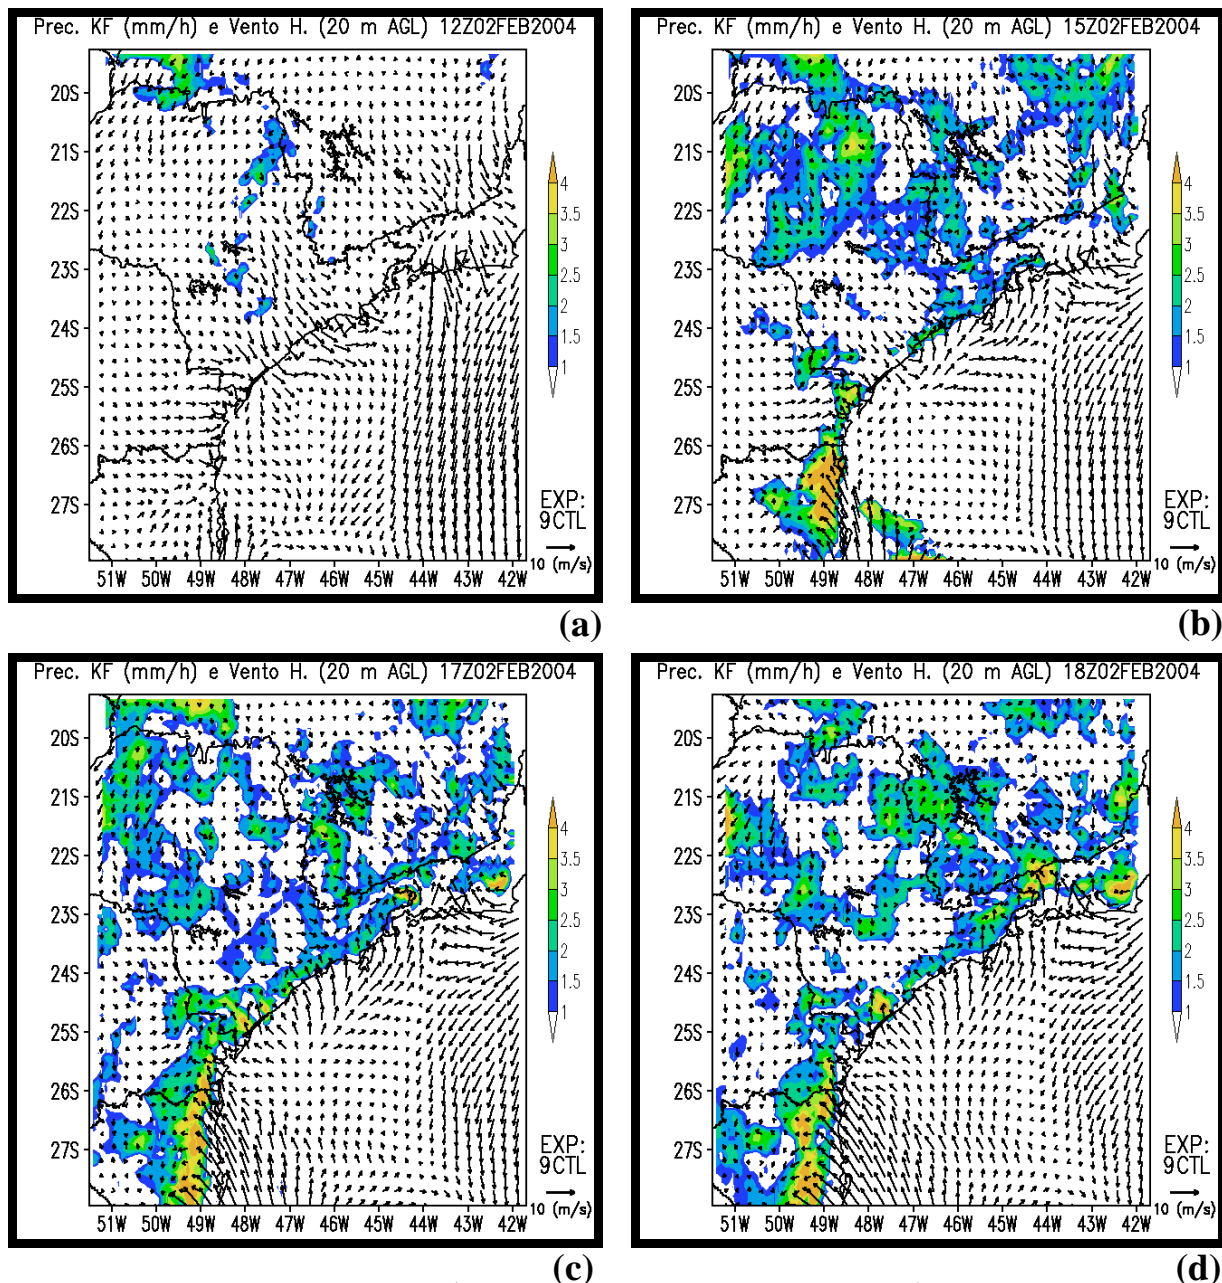 Prec. KF (mm/h) e Vento H. (20 m AGL) 12Z02FEB2004
20S
21S
22S
23S
24S
25S
26S
27S
51W 50W 49W 48W 47W 46W 45W 44W 43W 42W
4
3.5
3
2.5
2
1.5
1
EXP:
9CTL
10 (m/s)
(a)
Prec. KF (mm/h) e Vento H. (20 m AGL) 15Z02FEB2004
20S
21S
22S
23S
24S
25S
26S
27S
51W 50W 49W 48W 47W 46W 45W 44W 43W 42W
4
3.5
3
2.5
2
1.5
1
EXP:
9CTL
10 (m/s)
(b)
Prec. KF (mm/h) e Vento H. (20 m AGL) 17Z02FEB2004
20S
21S
22S
23S
24S
25S
26S
27S
51W 50W 49W 48W 47W 46W 45W 44W 43W 42W
4
3.5
3
2.5
2
1.5
1
EXP:
9CTL
10 (m/s)
(c)
Prec. KF (mm/h) e Vento H. (20 m AGL) 18Z02FEB2004
20S
21S
22S
23S
24S
25S
26S
27S
51W 50W 49W 48W 47W 46W 45W 44W 43W 42W
4
3.5
3
2.5
2
1.5
1
EXP:
9CTL
10 (m/s)
(d)